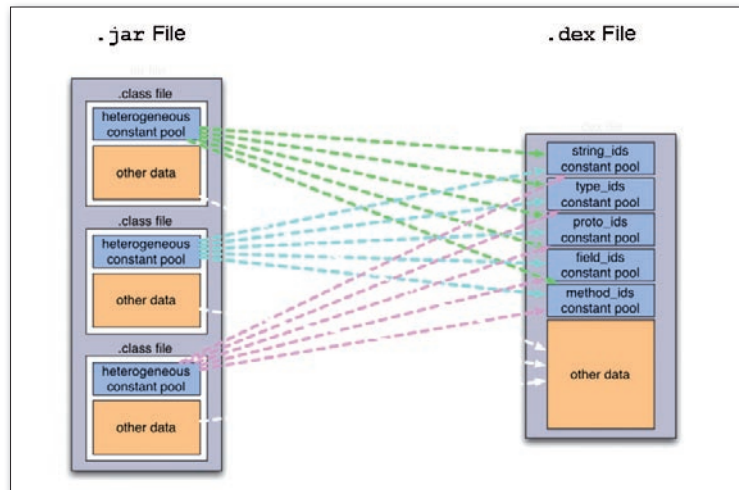 .jar File
.class file
heterogeneous
constant pool
other data
.class file
heterogeneous
constant pool
other data
.class file
heterogeneous
constant pool
other data
.dex File
string_ids
constant pool
type_ids
constant pool
proto_ids
constant pool
field_ids
constant pool
method_ids
constant pool
other data